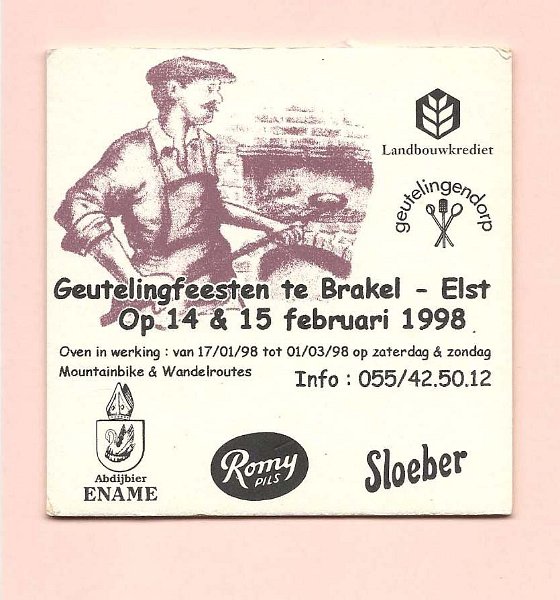 Landbouwkrediet
geutelingendorp
Geutelingfeesten te Brakel - Elst
Op 14 & 15 februari 1998
Oven in werking : van 17/01/98 tot 01/03/98 op zaterdag & zondag
Mountainbike & Wandelroutes
Info : 055/42.50.12
Abdijbier
ENAME
Romy
PILS
Sloeber